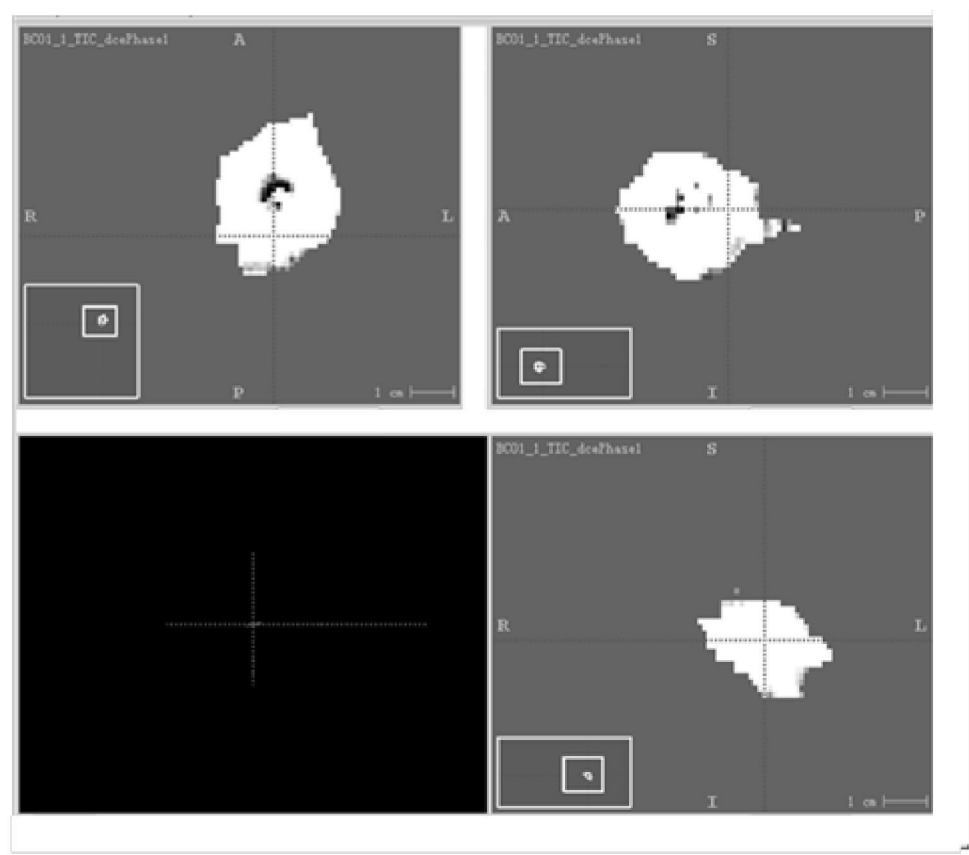 BC01_1_TIC_dcePhase1
A
R
L
P
1 cm
BC01_1_TIC_dcePhase1
S
A
P
I
1 cm
BC01_1_TIC_dcePhase1
S
R
L
I
1 cm